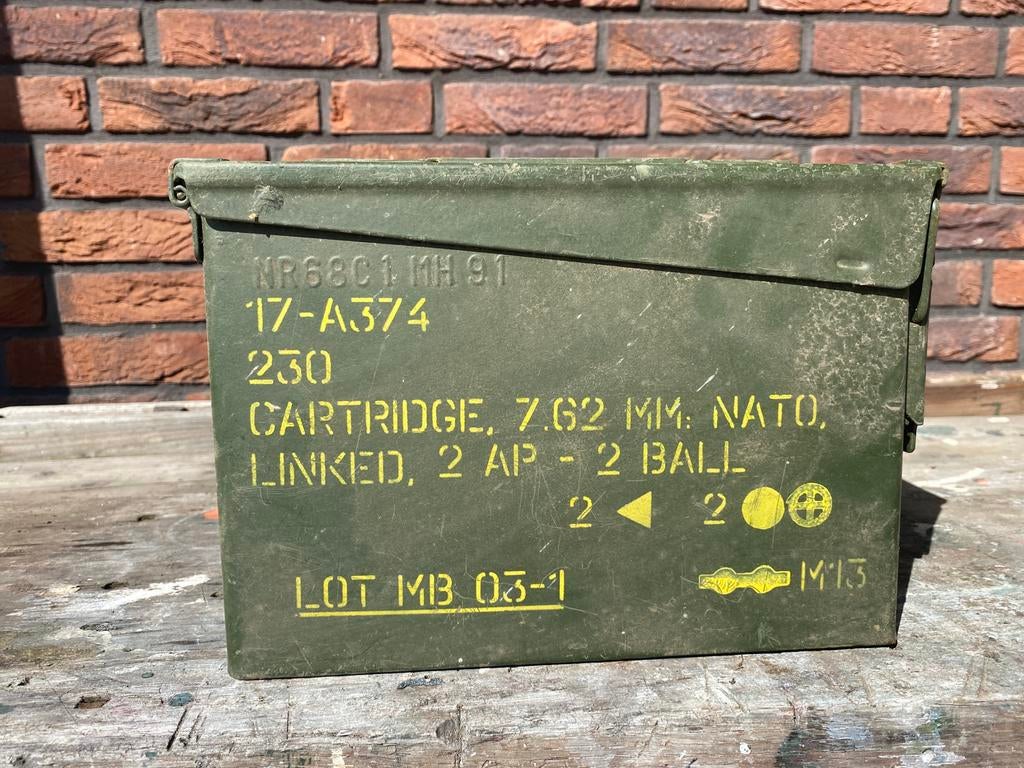 NR68C1 MH 91
17-A374
230
CARTRIDGE, 7.62 MM: NATO,
LINKED, 2 AP - 2 BALL
2 2
LOT MB 03-1 M13